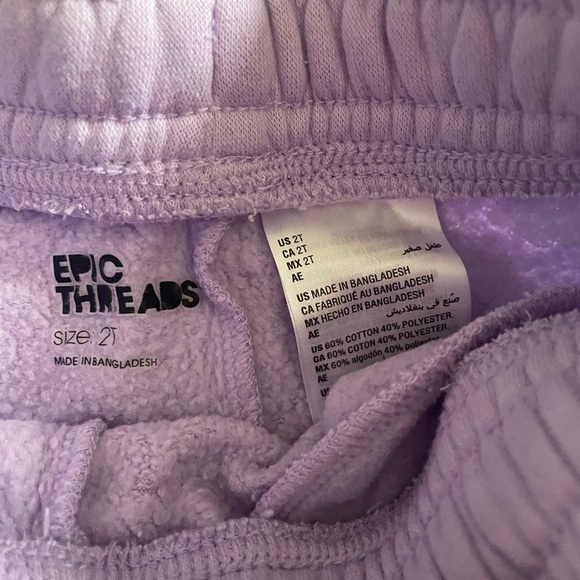 EPIC
THREADS
Size: 2T
MADE IN BANGLADESH
US 2T
CA 2T
MX 2T
AE طفل صغير
US MADE IN BANGLADESH
CA FABRIQUÉ AU BANGLADESH
MX HECHO EN BANGLADESH
AE صنع في بنغلاديش
US 60% COTTON 40% POLYESTER.
CA 60% COTON 40% POLYESTER.
MX 60% algodón 40% poliester
AE